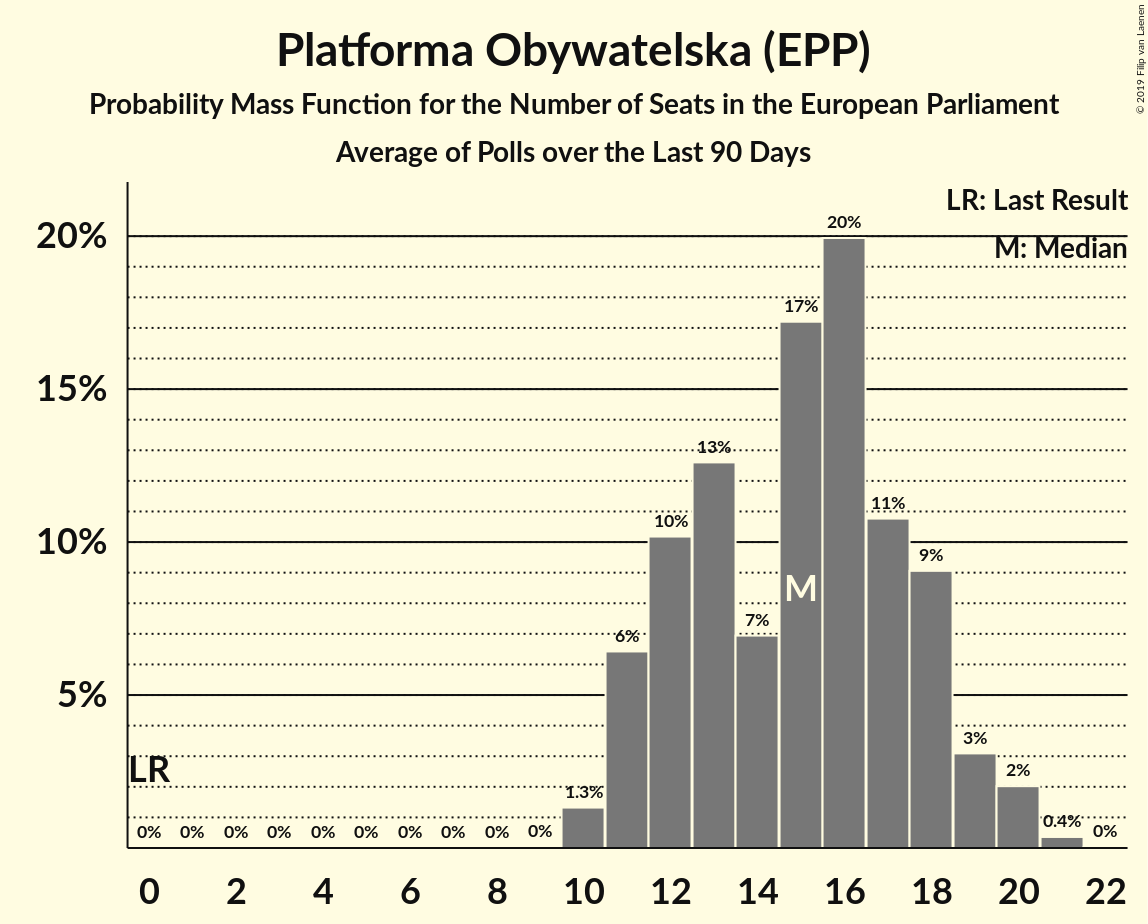 Platforma Obywatelska (EPP)
Probability Mass Function for the Number of Seats in the European Parliament
Average of Polls over the Last 90 Days
© 2019 Filip van Laenen
LR: Last Result
M: Median
20%
15%
10%
5%
LR
M
0% 0% 0% 0% 0% 0% 0% 0% 0% 0% 1.3% 6% 10% 13% 7% 17% 20% 11% 9% 3% 2% 0.4% 0%
0 2 4 6 8 10 12 14 16 18 20 22